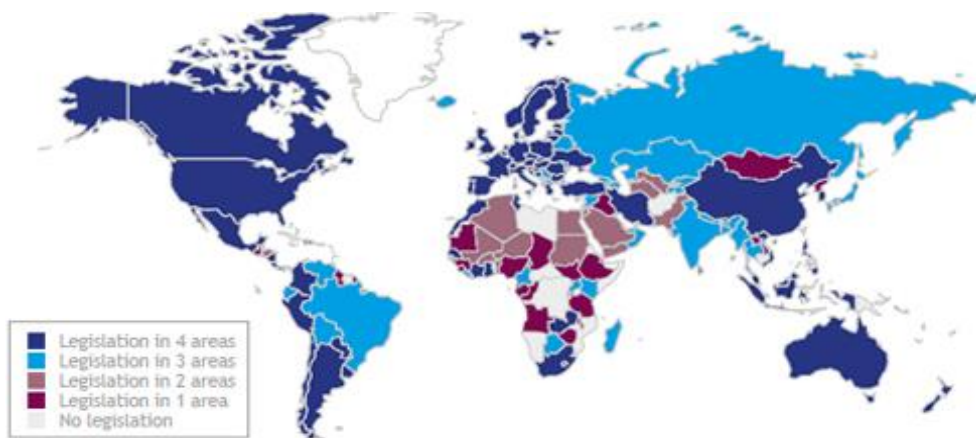 Legislation in 4 areas
Legislation in 3 areas
Legislation in 2 areas
Legislation in 1 area
No legislation